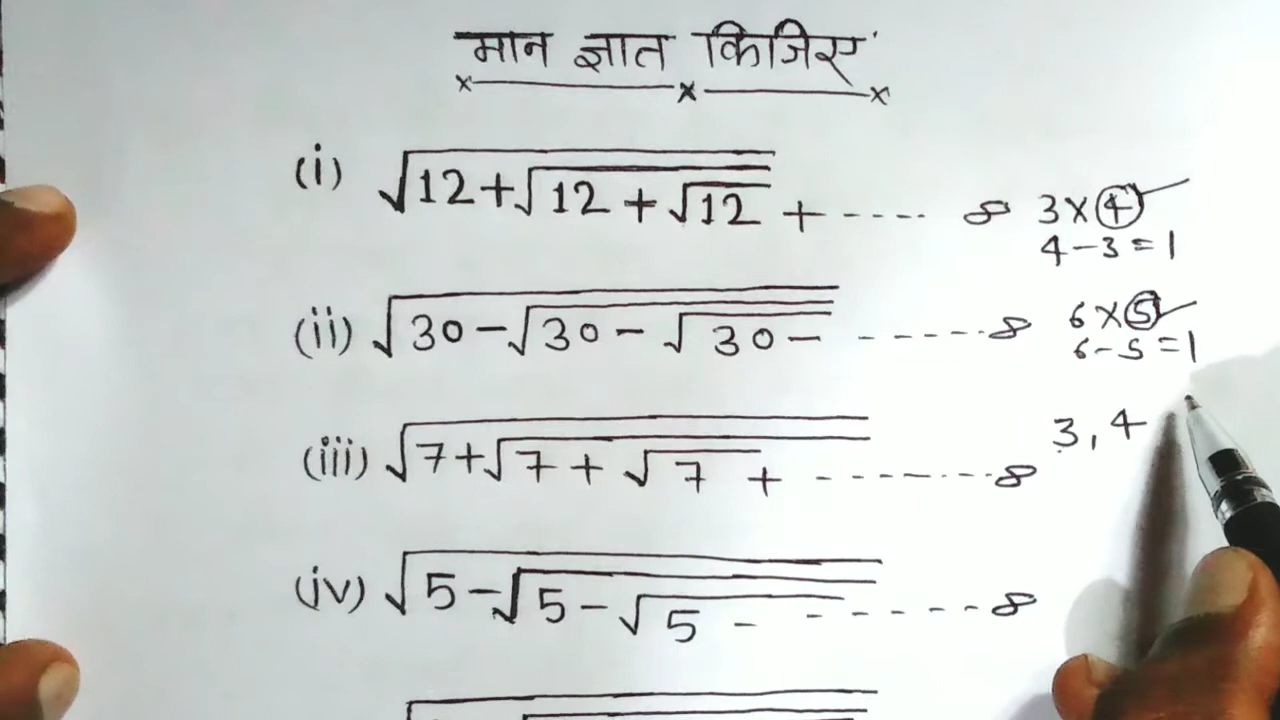 मान ज्ञात किजिए
(i) √12+√12+√12 + ----- ∞ 3×4
4-3=1
(ii) √30-√30-√30- ------∞ 6×5
6-5=1
(iii) √7+√7+√7 + --------∞ 3,4
(iv) √5-√5-√5 - -------∞